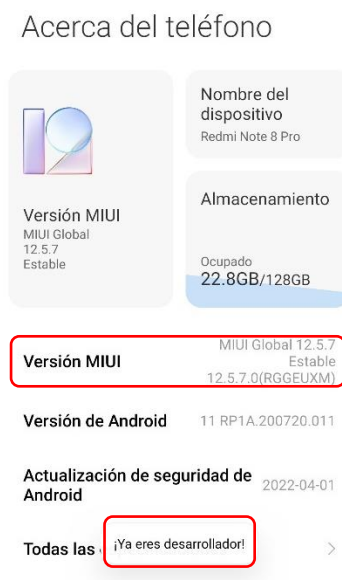 Acerca del teléfono
Nombre del
dispositivo
Redmi Note 8 Pro
Versión MIUI
MIUI Global
12.5.7
Estable
Almacenamiento
Ocupado
22.8GB/128GB
Versión MIUI
MIUI Global 12.5.7
Estable
12.5.7.0(RGGEUXM)
Versión de Android 11 RP1A.200720.011
Actualización de seguridad de
Android
2022-04-01
Todas las
¡Ya eres desarrollador!